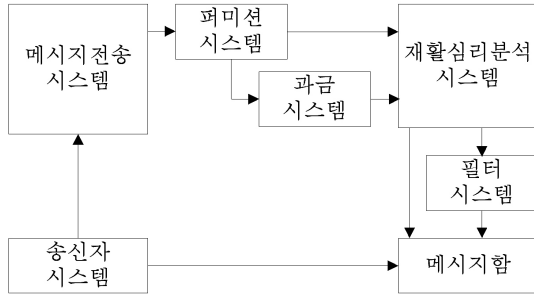 메시지전송
시스템
퍼미션
시스템
과금
시스템
재활심리분석
시스템
필터
시스템
송신자
시스템
메시지함